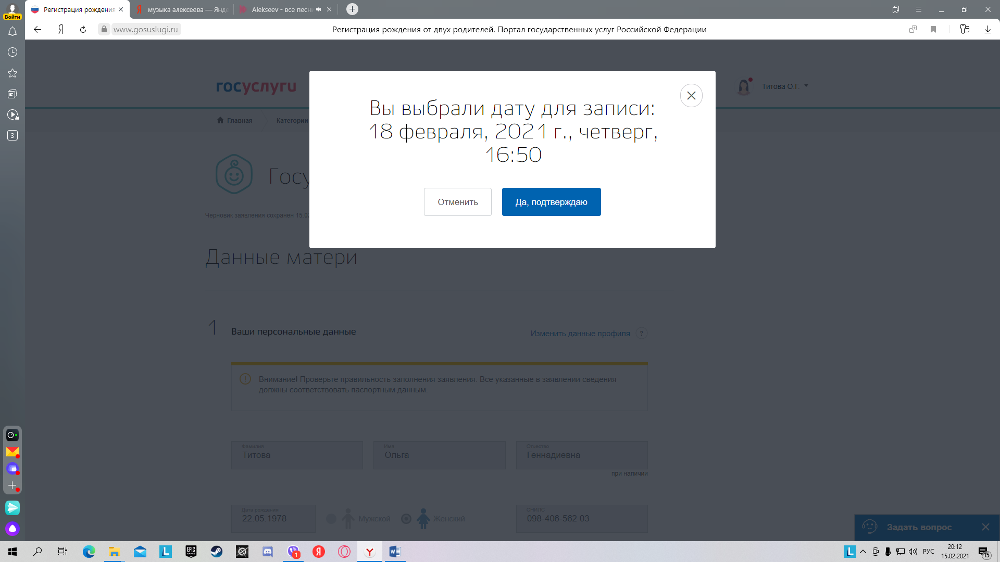 Регистрация рождения
музыка алексеева — Янде
Alekseev - все песн
Войти
www.gosuslugi.ru
Регистрация рождения от двух родителей. Портал государственных услуг Российской Федерации
3
госуслуги
Титова О.Г.
Главная
Категории
Вы выбрали дату для записи:
18 февраля, 2021 г., четверг,
16:50
Отменить
Да, подтверждаю
Госу
Черновик заявления сохранен 15.02
Данные матери
1
Ваши персональные данные
Изменить данные профиля
?
Внимание! Проверьте правильность заполнения заявления. Все указанные в заявлении сведения
должны соответствовать паспортным данным.
Фамилия
Титова
Имя
Ольга
Отчество
Геннадиевна
при наличии
Дата рождения
22.05.1978
Мужской
Женский
СНИЛС
098-406-562 03
Задать вопрос
EPIC
GAMES
1
РУС
20:12
15.02.2021
15